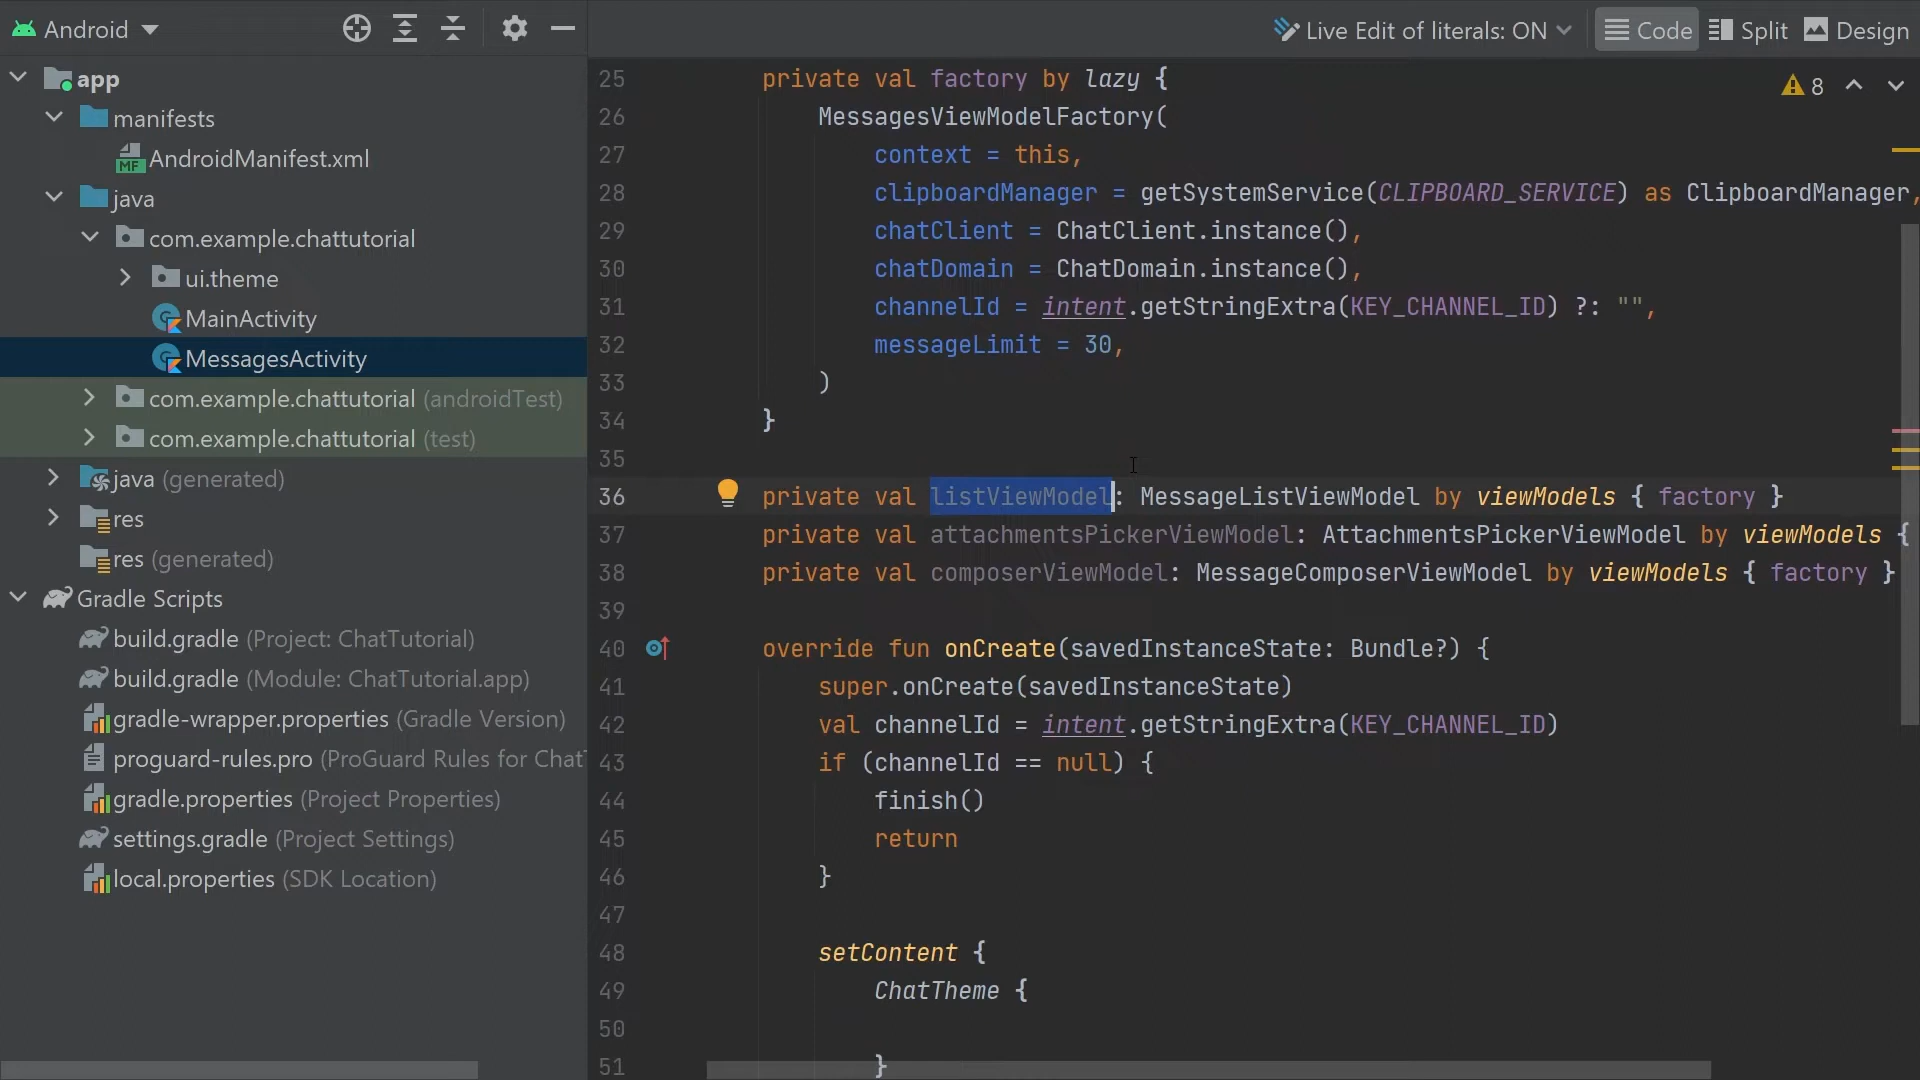 Android
Live Edit of literals: ON
Code
Split
Design
app
manifests
AndroidManifest.xml
java
com.example.chattutorial
ui.theme
MainActivity
MessagesActivity
com.example.chattutorial (androidTest)
com.example.chattutorial (test)
java (generated)
res
res (generated)
Gradle Scripts
build.gradle (Project: ChatTutorial)
build.gradle (Module: ChatTutorial.app)
gradle-wrapper.properties (Gradle Version)
proguard-rules.pro (ProGuard Rules for ChatT
gradle.properties (Project Properties)
settings.gradle (Project Settings)
local.properties (SDK Location)
8
25 private val factory by lazy {
26 MessagesViewModelFactory(
27 context = this,
28 clipboardManager = getSystemService(CLIPBOARD_SERVICE) as ClipboardManager,
29 chatClient = ChatClient.instance(),
30 chatDomain = ChatDomain.instance(),
31 channelId = intent.getStringExtra(KEY_CHANNEL_ID) ?: "",
32 messageLimit = 30,
33 )
34 }
35
36 private val listViewModel: MessageListViewModel by viewModels { factory }
37 private val attachmentsPickerViewModel: AttachmentsPickerViewModel by viewModels {
38 private val composerViewModel: MessageComposerViewModel by viewModels { factory }
39
40 override fun onCreate(savedInstanceState: Bundle?) {
41 super.onCreate(savedInstanceState)
42 val channelId = intent.getStringExtra(KEY_CHANNEL_ID)
43 if (channelId == null) {
44 finish()
45 return
46 }
47
48 setContent {
49 ChatTheme {
50
51 }